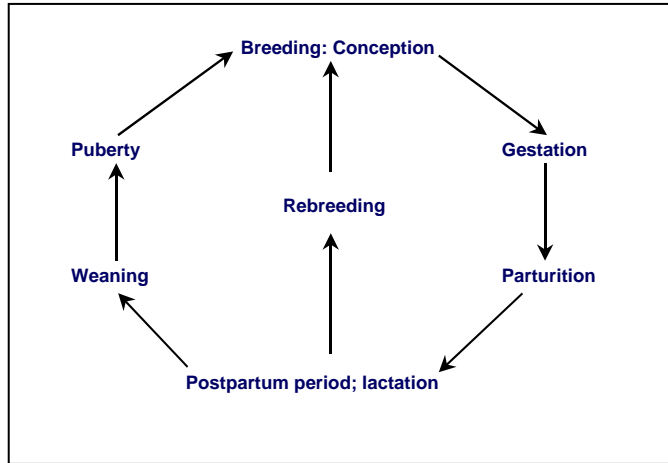 Breeding: Conception
Puberty
Gestation
Rebreeding
Weaning
Parturition
Postpartum period; lactation